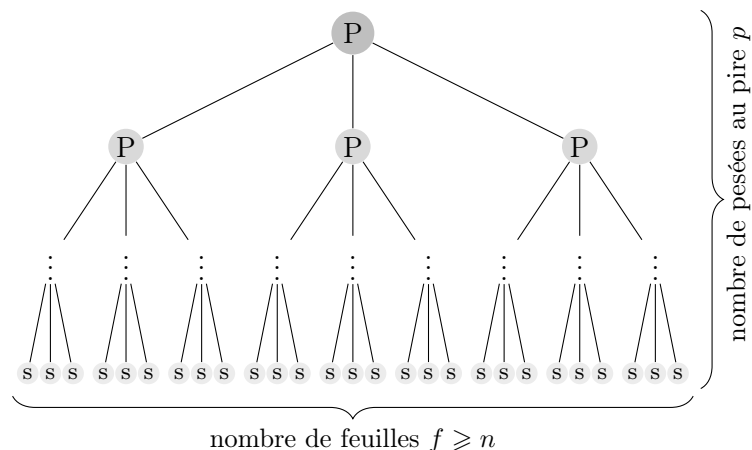 P
P P P
⋮ ⋮ ⋮ ⋮ ⋮ ⋮ ⋮ ⋮ ⋮
s s s s s s s s s s s s s s s s s s s s s s s s s s s
nombre de feuilles f ⩾ n
nombre de pesées au pire p